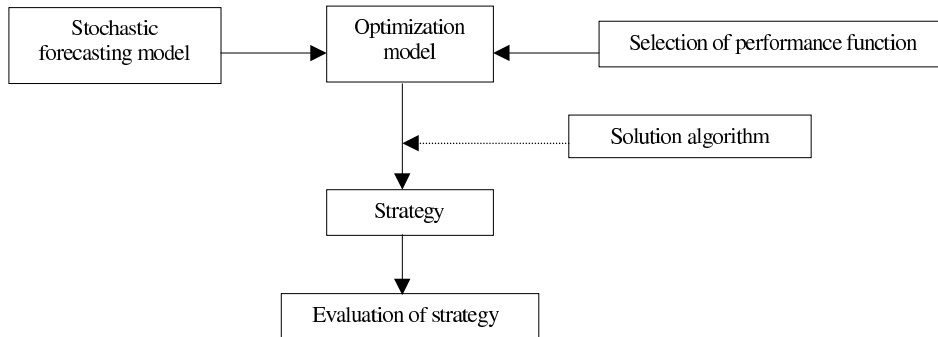 Stochastic
forecasting model
Optimization
model
Selection of performance function
Solution algorithm
Strategy
Evaluation of strategy